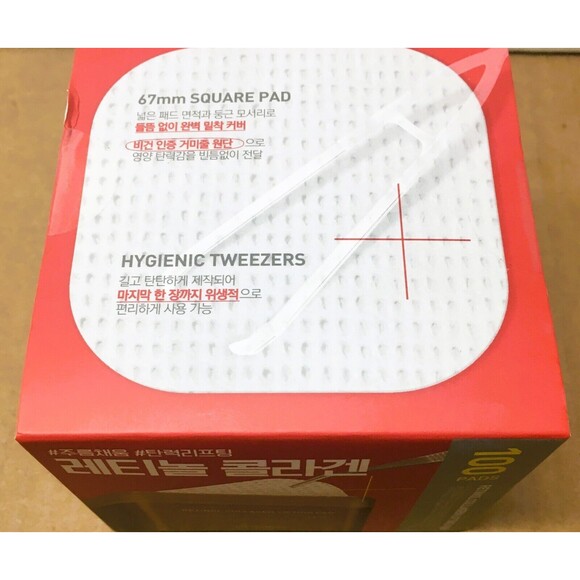 67mm SQUARE PAD
넓은 패드 면적과 둥근 모서리로
들뜸 없이 완벽 밀착 커버
비건 인증 거미줄 원단으로
영양 탄력감을 빈틈없이 전달
HYGIENIC TWEEZERS
길고 탄탄하게 제작되어
마지막 한 장까지 위생적으로
편리하게 사용 가능
#주름채움 #탄력리프팅
레티놀 콜라겐
100
PADS